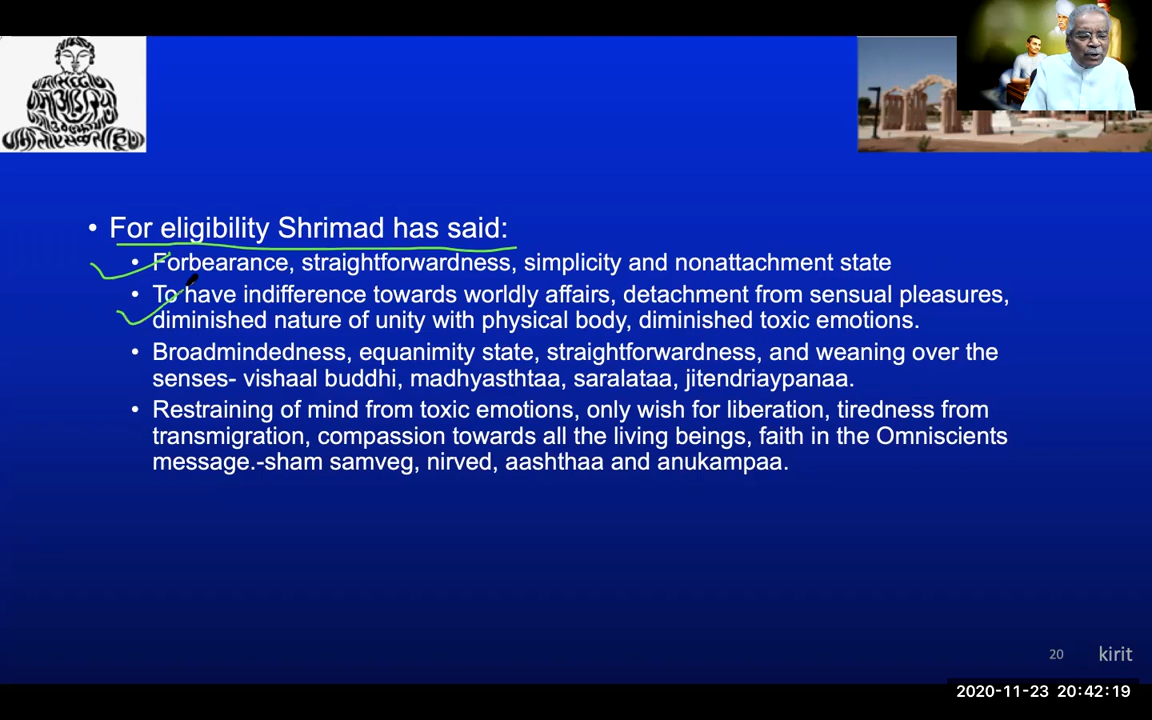 • For eligibility Shrimad has said:
• Forbearance, straightforwardness, simplicity and nonattachment state
• To have indifference towards worldly affairs, detachment from sensual pleasures,
diminished nature of unity with physical body, diminished toxic emotions.
• Broadmindedness, equanimity state, straightforwardness, and weaning over the
senses- vishaal buddhi, madhyasthtaa, saralataa, jitendriaypanaa.
• Restraining of mind from toxic emotions, only wish for liberation, tiredness from
transmigration, compassion towards all the living beings, faith in the Omniscients
message.-sham samveg, nirved, aashthaa and anukampaa.
20 kirit
2020-11-23 20:42:19